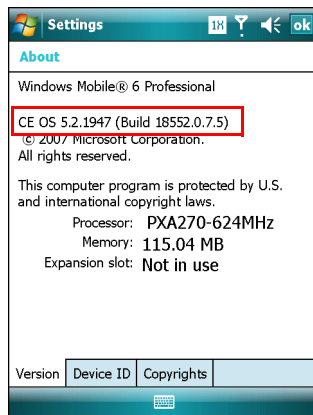 Settings
1X
ok
About
Windows Mobile® 6 Professional
CE OS 5.2.1947 (Build 18552.0.7.5)
© 2007 Microsoft Corporation.
All rights reserved.
This computer program is protected by U.S.
and international copyright laws.
Processor: PXA270-624MHz
Memory: 115.04 MB
Expansion slot: Not in use
Version Device ID Copyrights